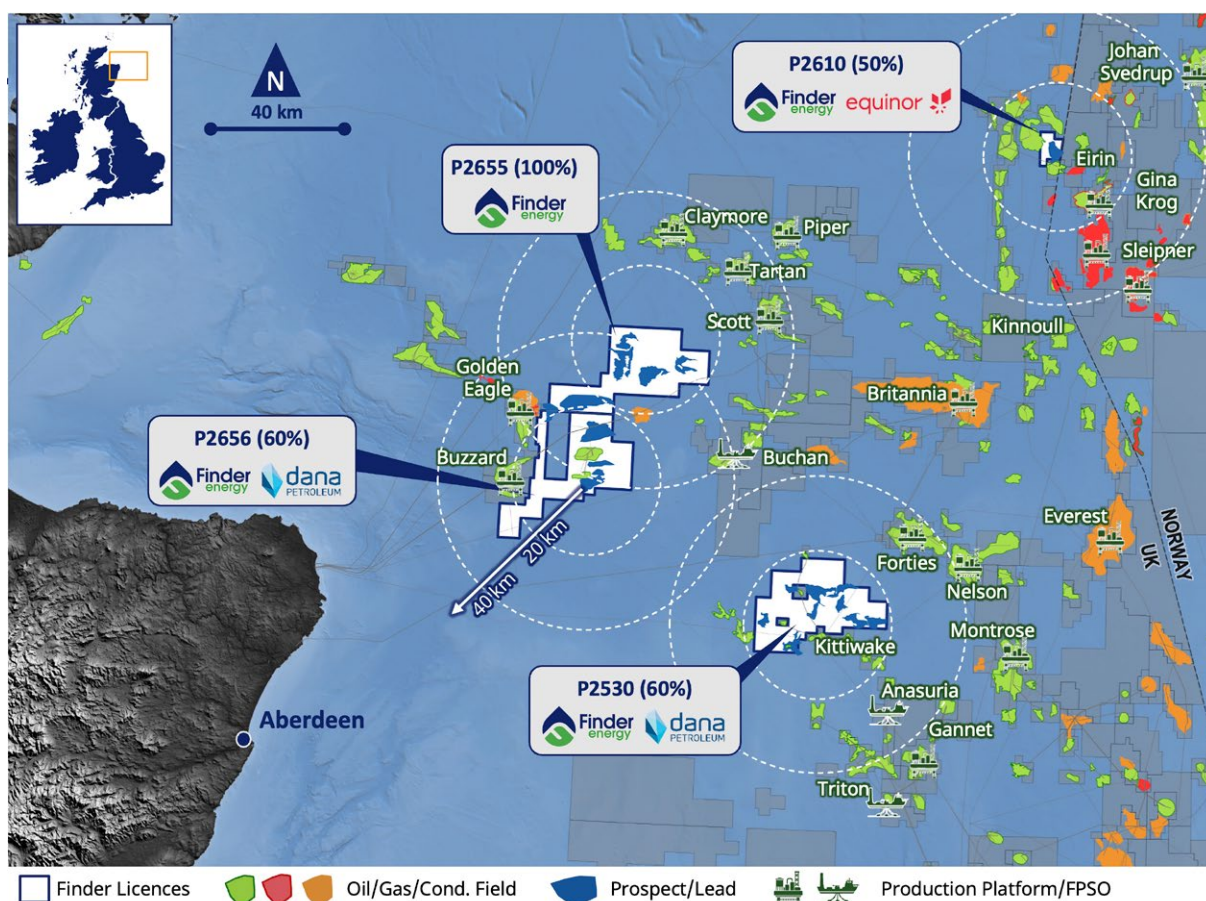 N
40 km
P2610 (50%)
Finder
energy
equinor
Johan
Svedrup
P2655 (100%)
Finder
energy
Eirin
Gina
Krog
Claymore
Piper
Tartan
Sleipner
Scott
Kinnoull
Golden
Eagle
Britannia
P2656 (60%)
Finder
energy
dana
PETROLEUM
Buzzard
Buchan
20 km
40 km
Everest
NORWAY
UK
Forties
Nelson
Kittiwake
Montrose
P2530 (60%)
Finder
energy
dana
PETROLEUM
Anasuria
Gannet
Aberdeen
Triton
Finder Licences
Oil/Gas/Cond. Field
Prospect/Lead
Production Platform/FPSO